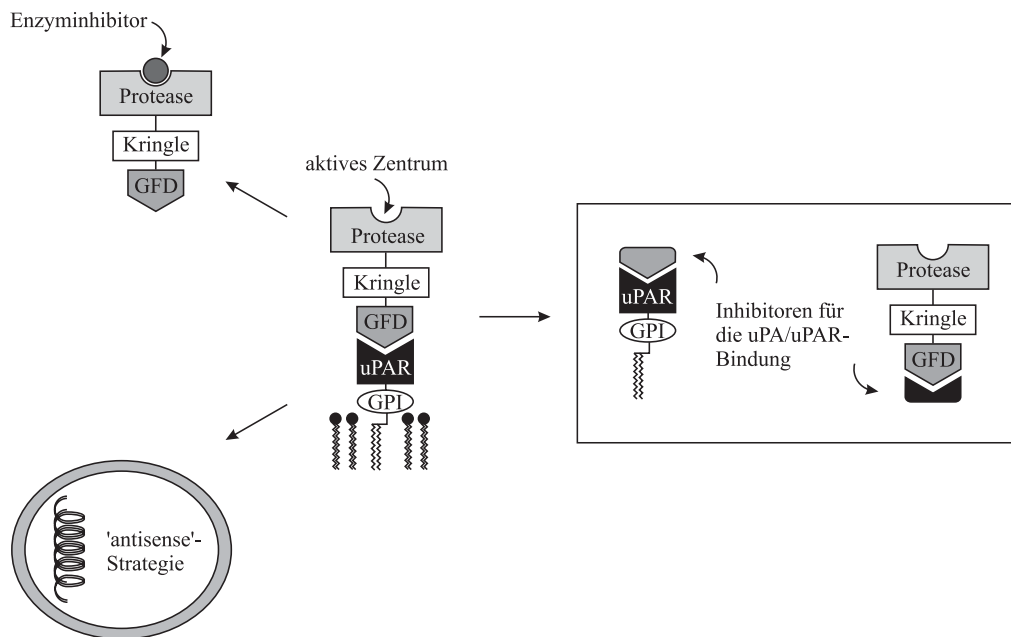 Enzyminhibitor
Protease
Kringle
GFD
aktives Zentrum
Protease
Kringle
GFD
uPAR
GPI
uPAR
GPI
Inhibitoren für
die uPA/uPAR-
Bindung
Protease
Kringle
GFD
'antisense'-
Strategie